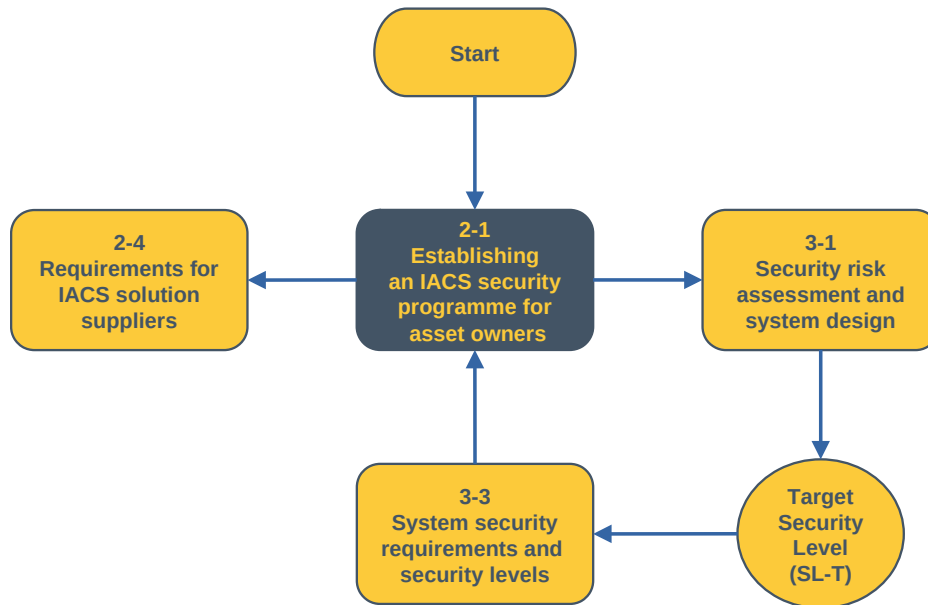 Start
2-4
Requirements for
IACS solution
suppliers
2-1
Establishing
an IACS security
programme for
asset owners
3-1
Security risk
assessment and
system design
3-3
System security
requirements and
security levels
Target
Security
Level
(SL-T)